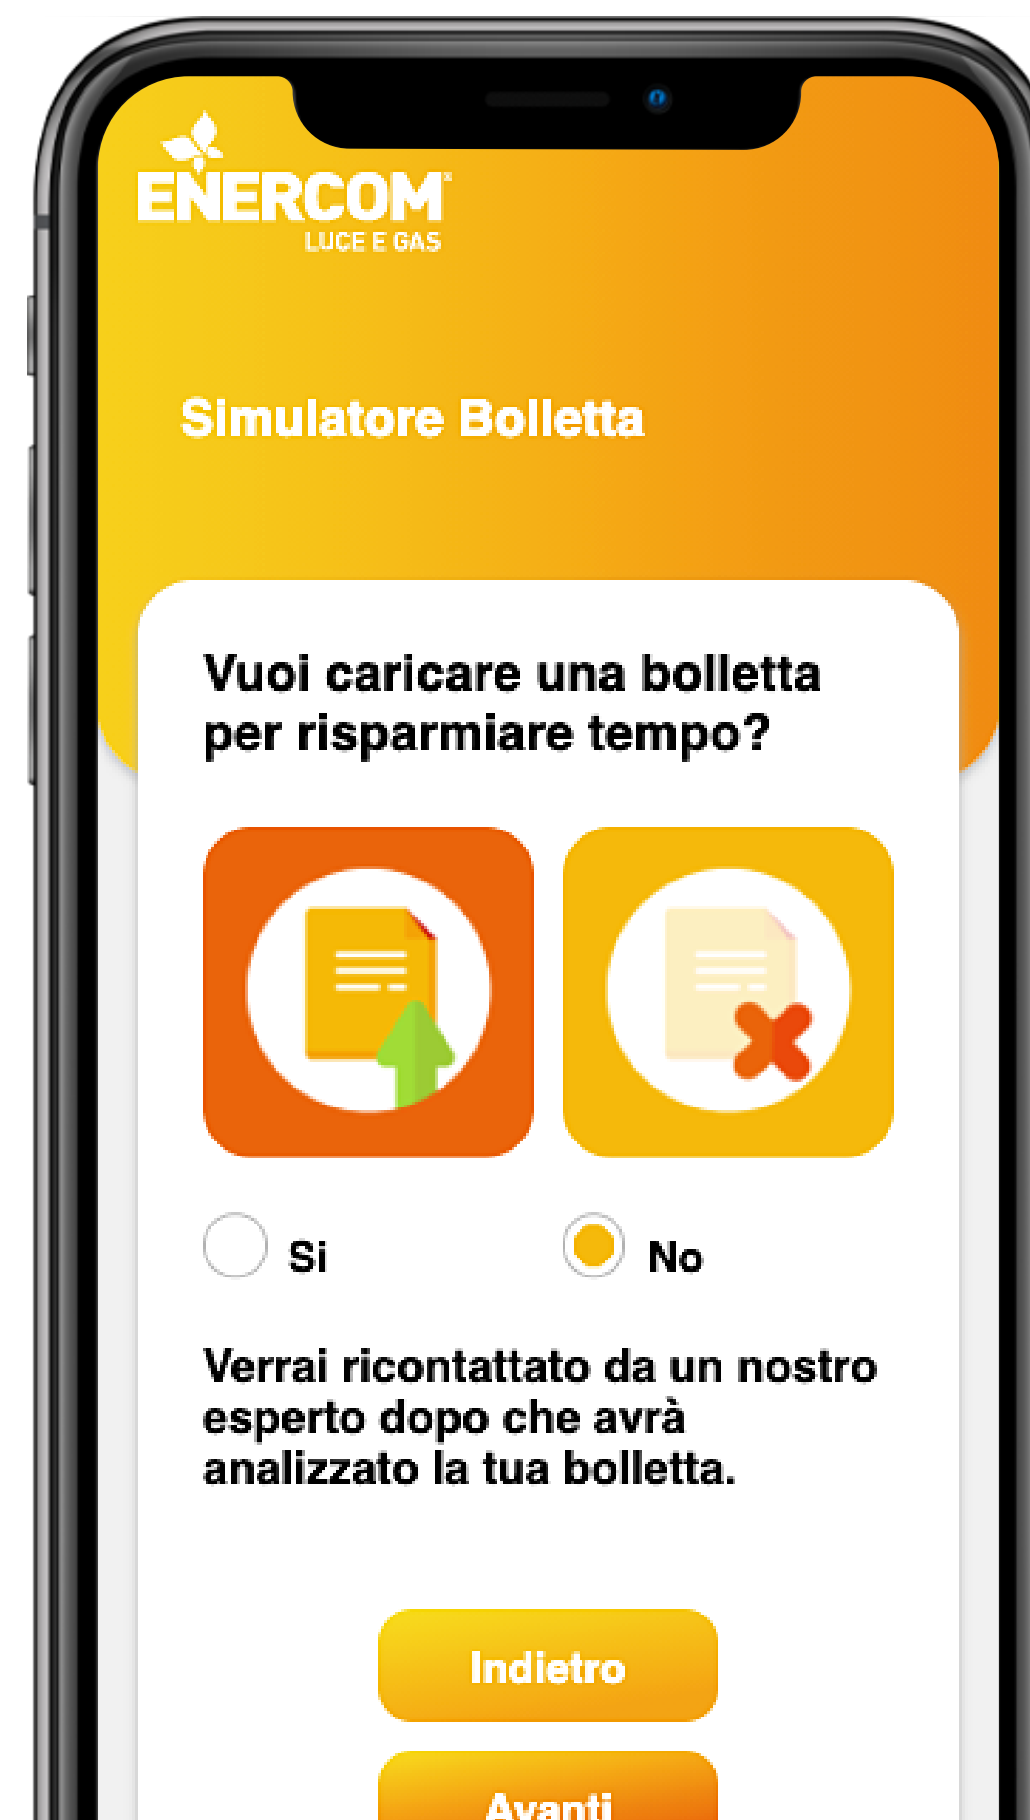 ENERCOM®
LUCE E GAS
Simulatore Bolletta
Vuoi caricare una bolletta
per risparmiare tempo?
Si
No
Verrai ricontattato da un nostro
esperto dopo che avrà
analizzato la tua bolletta.
Indietro
Avanti